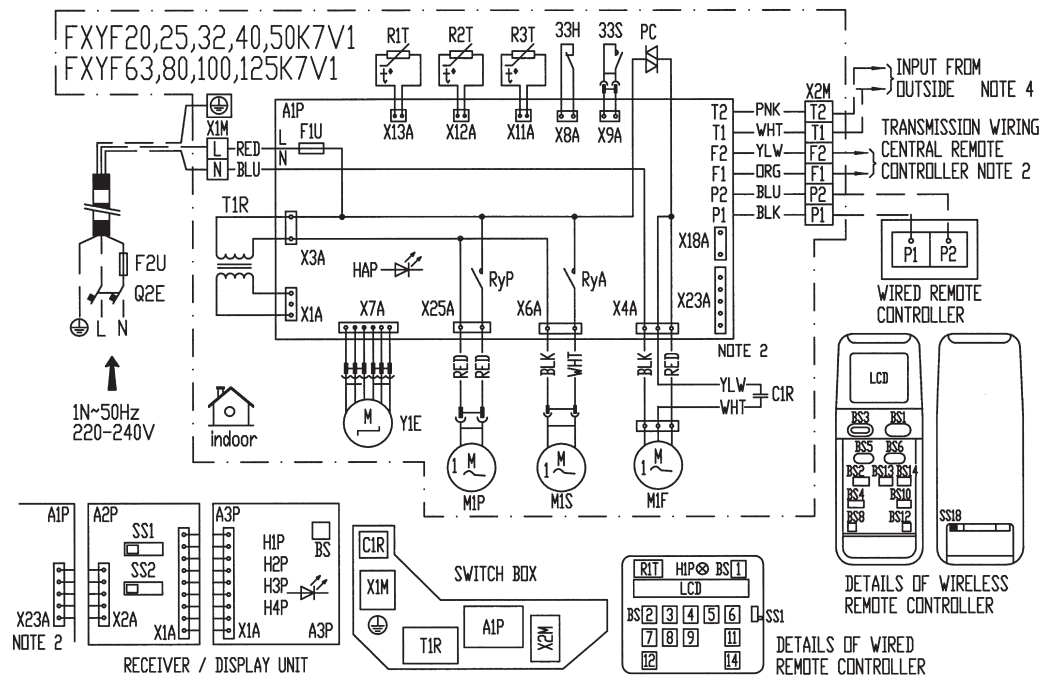 FXYF20,25,32,40,50K7V1
FXYF63,80,100,125K7V1
R1T R2T R3T 33H 33S PC
t° t° t°
X13A X12A X11A X8A X9A
A1P
X1M
L RED L F1U
N BLU N
T2 PNK T2
T1 WHT T1
F2 YLW F2
F1 ORG F1
P2 BLU P2
P1 BLK P1
X2M
INPUT FROM
OUTSIDE NOTE 4
TRANSMISSION WIRING
CENTRAL REMOTE
CONTROLLER NOTE 2
P1 P2
WIRED REMOTE
CONTROLLER
T1R
X3A
X1A
HAP
RyP
RyA
X18A
X23A
X7A X25A X6A X4A
NOTE 2
F2U
Q2E
L N
1N~50Hz
220-240V
indoor
RED RED BLK WHT BLK RED
YLW
WHT
C1R
M Y1E
M 1 M1P
M 1 M1S
M 1 M1F
LCD
BS3 BS1
BS5 BS6
BS2 BS13 BS14
BS4 BS10
BS8 BS12
SS18
DETAILS OF WIRELESS
REMOTE CONTROLLER
A1P
X23A
NOTE 2
A2P
SS1
SS2
X2A
X1A
A3P
BS
H1P
H2P
H3P
H4P
X1A
A3P
RECEIVER / DISPLAY UNIT
SWITCH BOX
C1R
X1M
T1R
A1P
X2M
R1T H1P BS 1
LCD
BS 2 3 4 5 6 SS1
7 8 9 11
12 14
DETAILS OF WIRED
REMOTE CONTROLLER